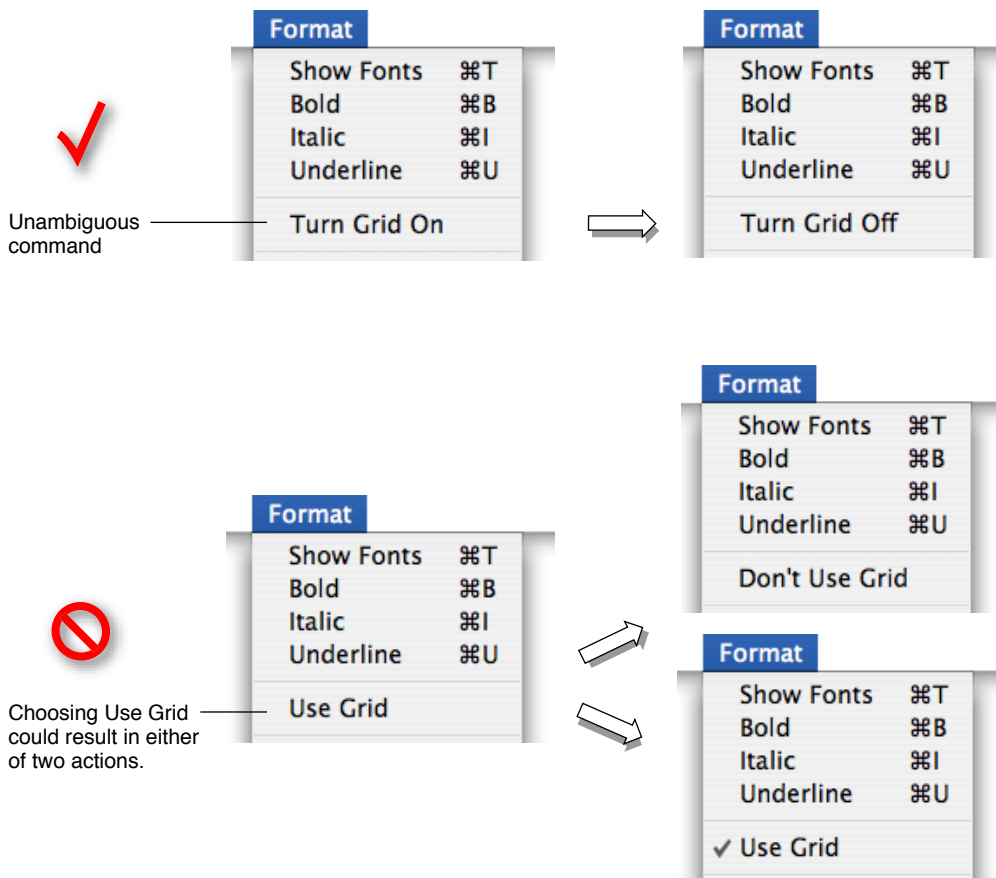 Format
Show Fonts ⌘T
Bold ⌘B
Italic ⌘I
Underline ⌘U
Turn Grid On
Unambiguous
command
Format
Show Fonts ⌘T
Bold ⌘B
Italic ⌘I
Underline ⌘U
Turn Grid Off
Format
Show Fonts ⌘T
Bold ⌘B
Italic ⌘I
Underline ⌘U
Use Grid
Choosing Use Grid
could result in either
of two actions.
Format
Show Fonts ⌘T
Bold ⌘B
Italic ⌘I
Underline ⌘U
Don't Use Grid
Format
Show Fonts ⌘T
Bold ⌘B
Italic ⌘I
Underline ⌘U
✓ Use Grid